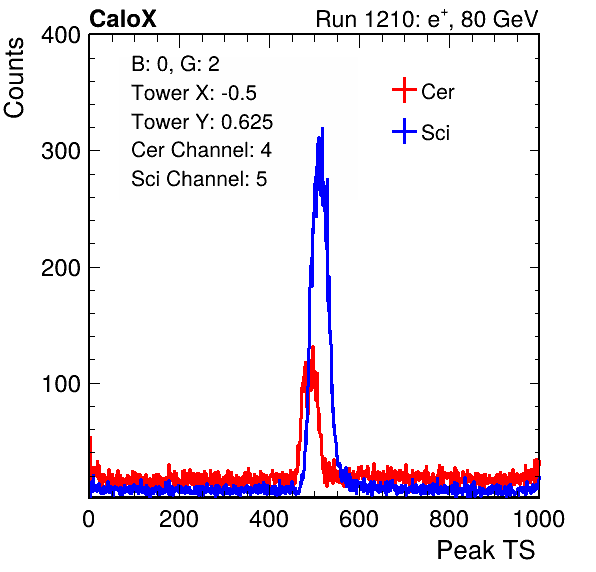 CaloX Run 1210: e⁺, 80 GeV
B: 0, G: 2
Tower X: -0.5
Tower Y: 0.625
Cer Channel: 4
Sci Channel: 5
Cer
Sci
Counts
400
300
200
100
0 200 400 600 800 1000
Peak TS